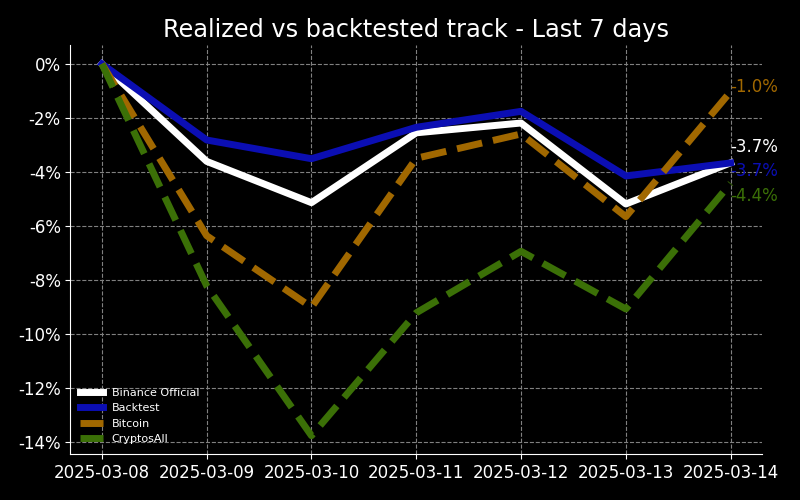 Realized vs backtested track - Last 7 days
0%
-2%
-4%
-6%
-8%
-10%
-12%
-14%
-1.0%
-3.7%
-3.7%
-4.4%
Binance Official
Backtest
Bitcoin
CryptosAll
2025-03-08 2025-03-09 2025-03-10 2025-03-11 2025-03-12 2025-03-13 2025-03-14